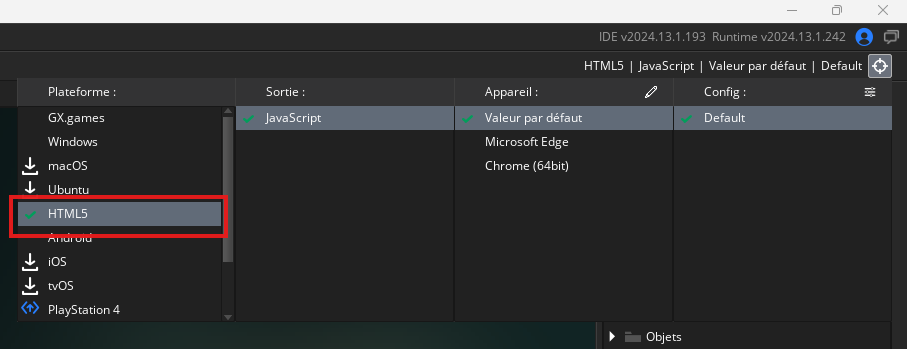 IDE v2024.13.1.193 Runtime v2024.13.1.242
HTML5 | JavaScript | Valeur par défaut | Default
Plateforme : Sortie : Appareil : Config :
GX.games JavaScript Valeur par défaut Default
Windows Microsoft Edge
macOS Chrome (64bit)
Ubuntu
HTML5
Android
iOS
tvOS
PlayStation 4
Objets